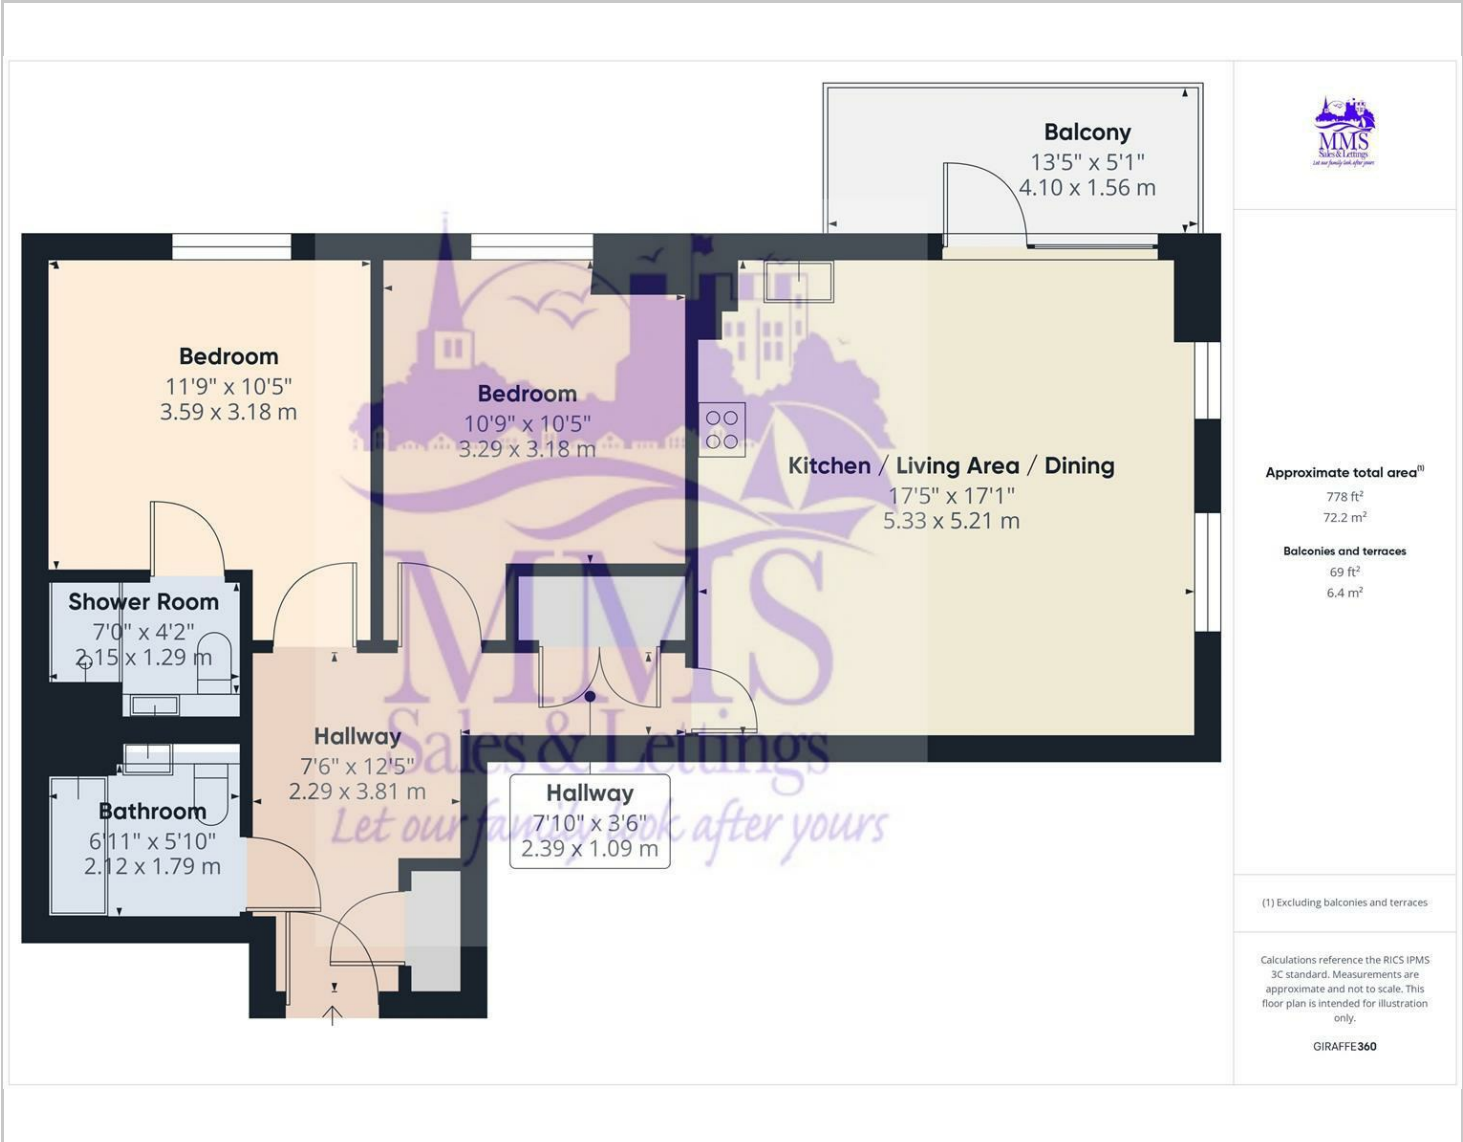 Balcony
13'5" x 5'1"
4.10 x 1.56 m
Bedroom
11'9" x 10'5"
3.59 x 3.18 m
Bedroom
10'9" x 10'5"
3.29 x 3.18 m
Kitchen / Living Area / Dining
17'5" x 17'1"
5.33 x 5.21 m
Shower Room
7'0" x 4'2"
2.15 x 1.29 m
Hallway
7'6" x 12'5"
2.29 x 3.81 m
Bathroom
6'11" x 5'10"
2.12 x 1.79 m
Hallway
7'10" x 3'6"
2.39 x 1.09 m
MMS
Sales & Lettings
Let our family look after yours
MMS
Sales & Lettings
Let our family look after yours
Approximate total area(1)
778 ft²
72.2 m²
Balconies and terraces
69 ft²
6.4 m²
(1) Excluding balconies and terraces
Calculations reference the RICS IPMS
3C standard. Measurements are
approximate and not to scale. This
floor plan is intended for illustration
only.
GIRAFFE360